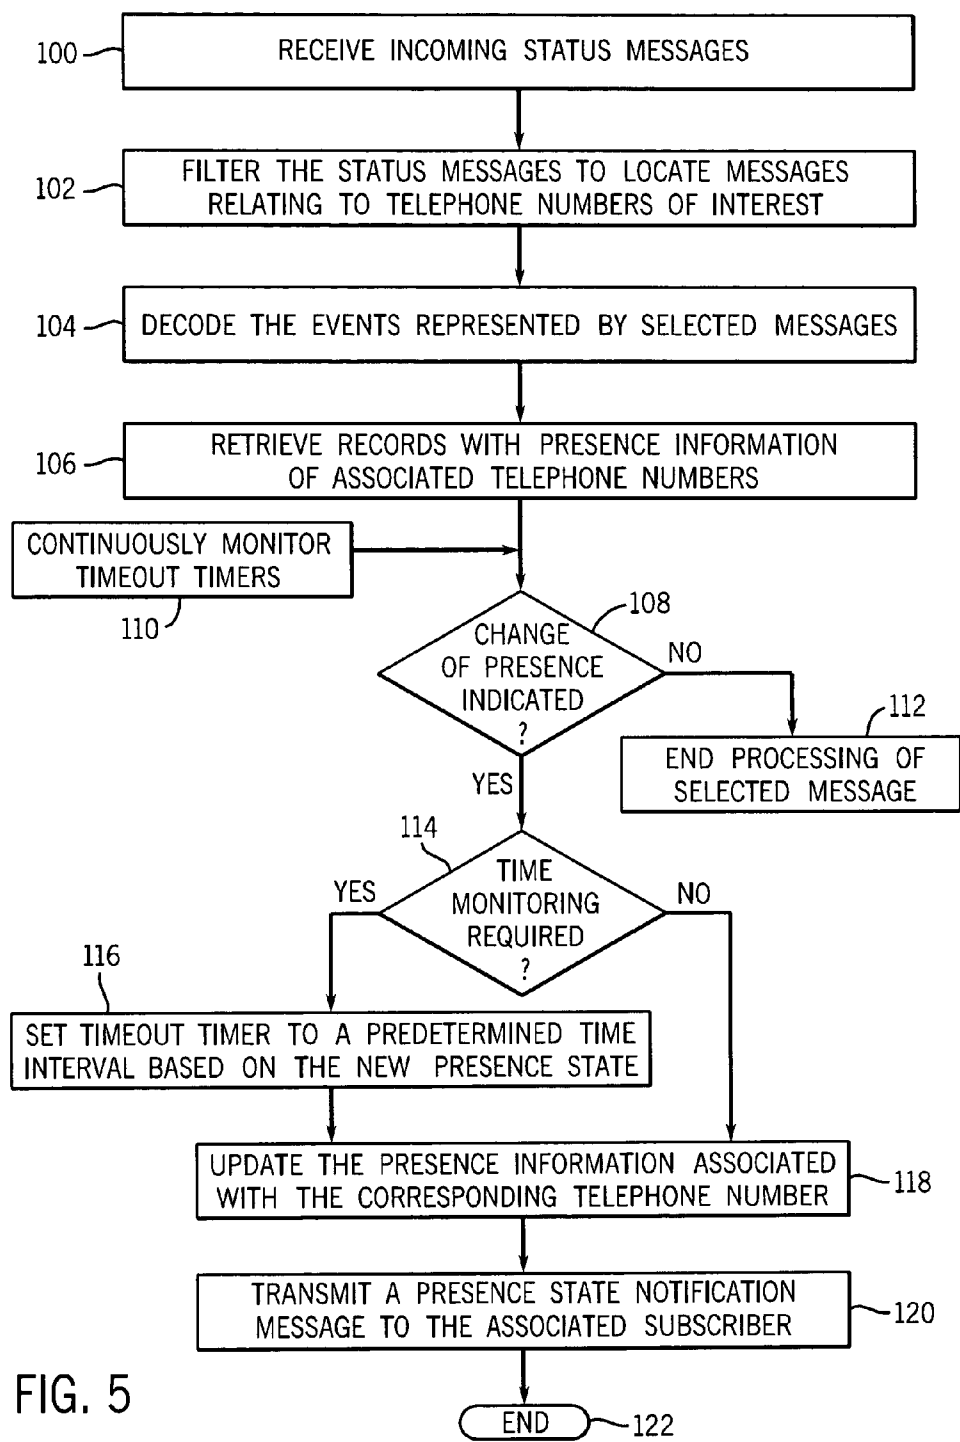 100
RECEIVE INCOMING STATUS MESSAGES
102
FILTER THE STATUS MESSAGES TO LOCATE MESSAGES
RELATING TO TELEPHONE NUMBERS OF INTEREST
104
DECODE THE EVENTS REPRESENTED BY SELECTED MESSAGES
106
RETRIEVE RECORDS WITH PRESENCE INFORMATION
OF ASSOCIATED TELEPHONE NUMBERS
CONTINUOUSLY MONITOR
TIMEOUT TIMERS
110
108
CHANGE
OF PRESENCE
INDICATED
?
NO
112
END PROCESSING OF
SELECTED MESSAGE
YES
114
TIME
MONITORING
REQUIRED
?
YES
NO
116
SET TIMEOUT TIMER TO A PREDETERMINED TIME
INTERVAL BASED ON THE NEW PRESENCE STATE
UPDATE THE PRESENCE INFORMATION ASSOCIATED
WITH THE CORRESPONDING TELEPHONE NUMBER
118
TRANSMIT A PRESENCE STATE NOTIFICATION
MESSAGE TO THE ASSOCIATED SUBSCRIBER
120
FIG. 5
END
122